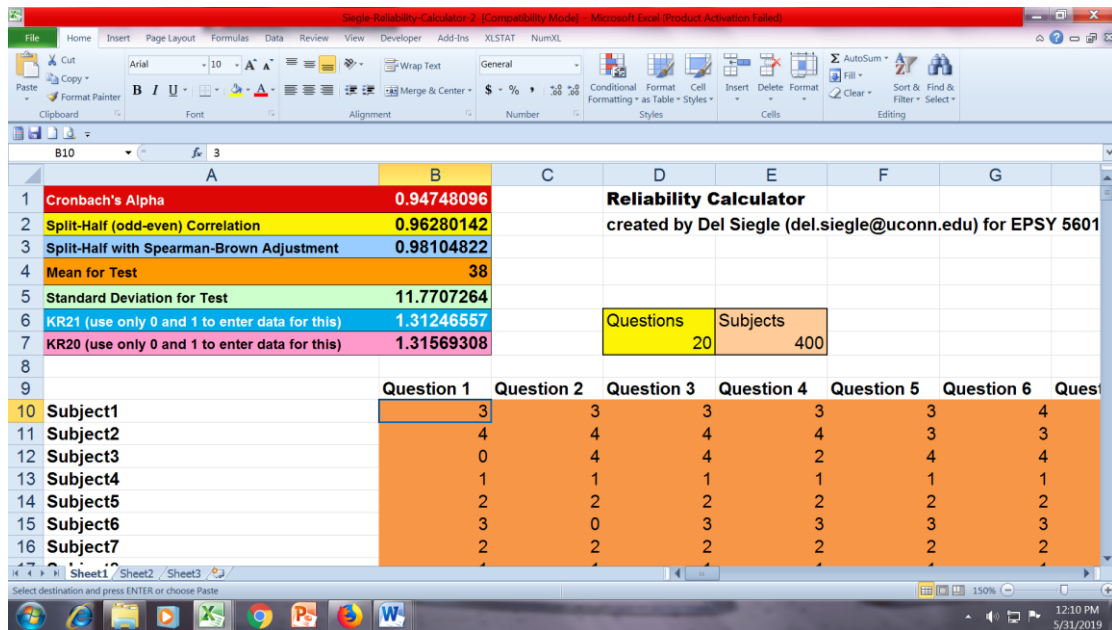 Siegle-Reliability-Calculator-2 [Compatibility Mode] - Microsoft Excel (Product Activation Failed)
File Home Insert Page Layout Formulas Data Review View Developer Add-Ins XLSTAT NumXL
Cut Arial 10 Wrap Text General AutoSum
Copy Fill
Paste Format Painter Merge & Center Conditional Formatting Format as Table Cell Styles Insert Delete Format Clear Sort & Filter Find & Select
Clipboard Font Alignment Number Styles Cells Editing
B10 fx 3
A B C D E F G
1 Cronbach's Alpha 0.94748096 Reliability Calculator
2 Split-Half (odd-even) Correlation 0.96280142 created by Del Siegle (del.siegle@uconn.edu) for EPSY 5601
3 Split-Half with Spearman-Brown Adjustment 0.98104822
4 Mean for Test 38
5 Standard Deviation for Test 11.7707264
6 KR21 (use only 0 and 1 to enter data for this) 1.31246557 Questions Subjects
7 KR20 (use only 0 and 1 to enter data for this) 1.31569308 20 400
8
9 Question 1 Question 2 Question 3 Question 4 Question 5 Question 6 Quest
10 Subject1 3 3 3 3 3 4
11 Subject2 4 4 4 4 3 3
12 Subject3 0 4 4 2 4 4
13 Subject4 1 1 1 1 1 1
14 Subject5 2 2 2 2 2 2
15 Subject6 3 0 3 3 3 3
16 Subject7 2 2 2 2 2 2
Sheet1 Sheet2 Sheet3
Select destination and press ENTER or choose Paste 150%
12:10 PM
5/31/2019